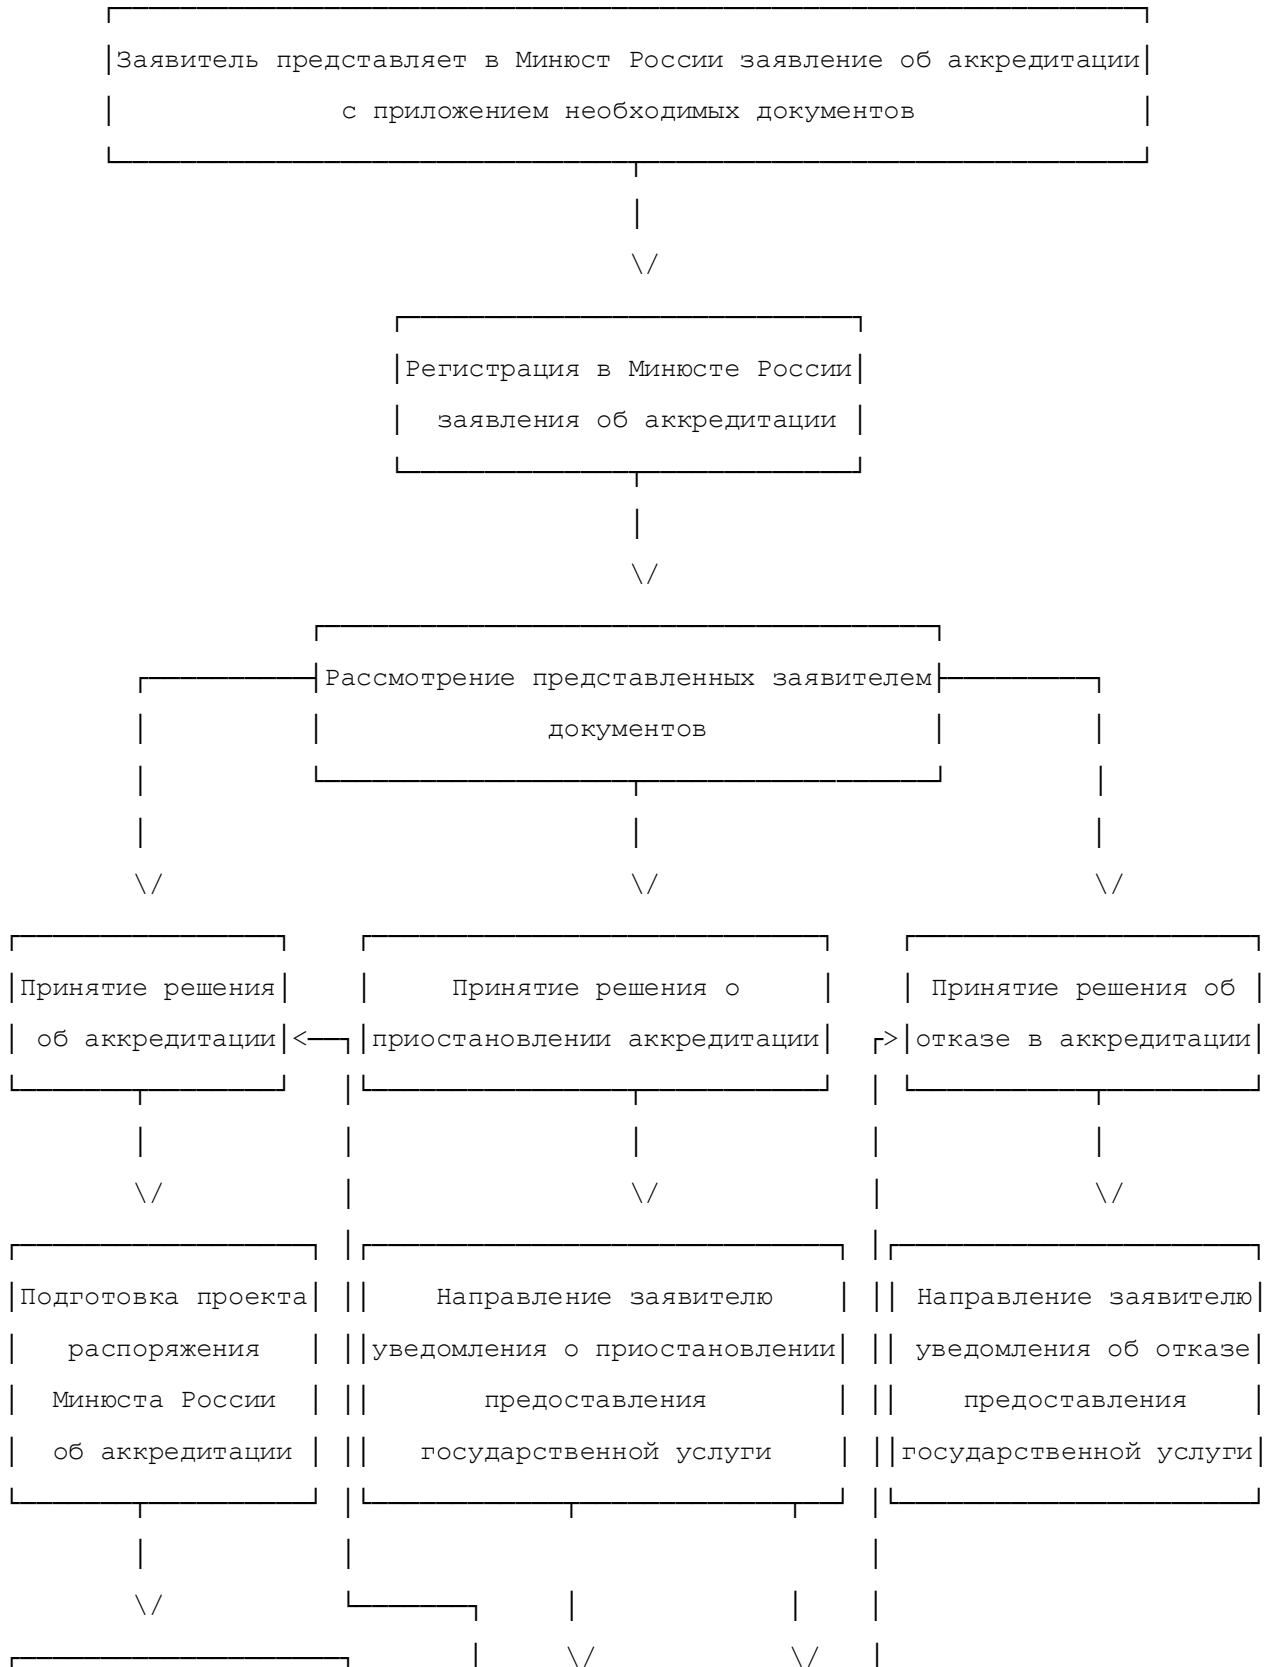 Заявитель представляет в Минюст России заявление об аккредитации
с приложением необходимых документов
Регистрация в Минюсте России
заявления об аккредитации
Рассмотрение представленных заявителем
документов
Принятие решения
об аккредитации
Принятие решения о
приостановлении аккредитации
Принятие решения об
отказе в аккредитации
Подготовка проекта
распоряжения
Минюста России
об аккредитации
Направление заявителю
уведомления о приостановлении
предоставления
государственной услуги
Направление заявителю
уведомления об отказе
предоставления
государственной услуги